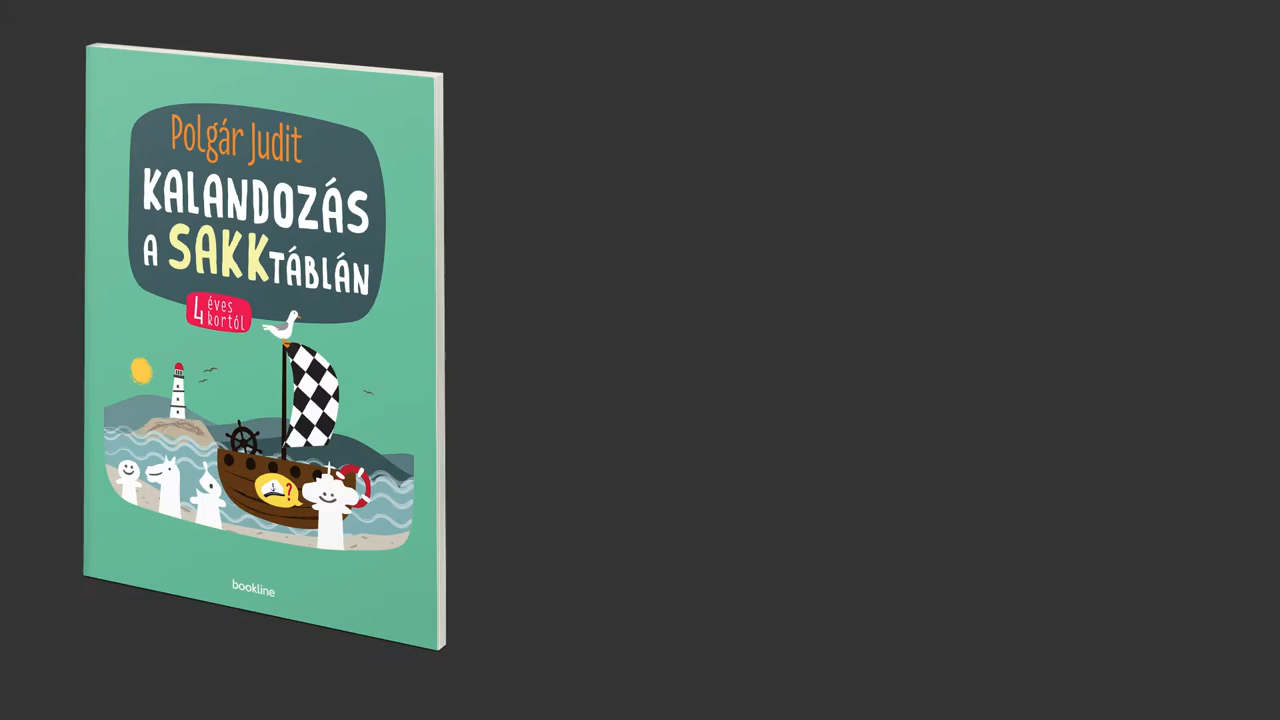 Polgár Judit
KALANDOZÁS
A SAKKTÁBLÁN
4 éves
kortól
?
bookline